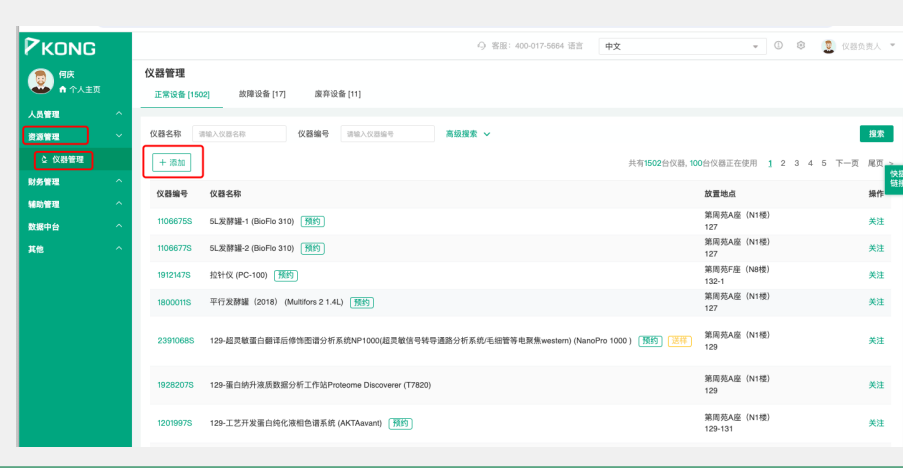 KONG
客服：400-017-5664 语言 中文 仪器负责人
何庆
个人主页
仪器管理
正常设备 [1502] 故障设备 [17] 废弃设备 [11]
人员管理
资源管理
仪器管理
财务管理
辅助管理
数据中台
其他
仪器名称 请输入仪器名称 仪器编号 请输入仪器编号 高级搜索 搜索
+ 添加
共有1502台仪器, 100台仪器正在使用 1 2 3 4 5 下一页 尾页 >
快捷
链接
仪器编号 仪器名称 放置地点 操作
1106675S 5L发酵罐-1 (BioFlo 310) 预约 第周苑A座（N1楼） 关注
127
1106677S 5L发酵罐-2 (BioFlo 310) 预约 第周苑A座（N1楼） 关注
127
1912147S 拉针仪 (PC-100) 预约 第周苑F座（N8楼） 关注
132-1
1800011S 平行发酵罐（2018） (Multifors 2 1.4L) 预约 第周苑A座（N1楼） 关注
127
2391068S 129-超灵敏蛋白翻译后修饰图谱分析系统NP1000(超灵敏信号转导通路分析系统/毛细管等电聚焦western) (NanoPro 1000 ) 预约 送样 第周苑A座（N1楼） 关注
129
1928207S 129-蛋白纳升液质数据分析工作站Proteome Discoverer (T7820) 第周苑A座（N1楼） 关注
129
1201997S 129-工艺开发蛋白纯化液相色谱系统 (AKTAavant) 预约 第周苑A座（N1楼） 关注
129-131